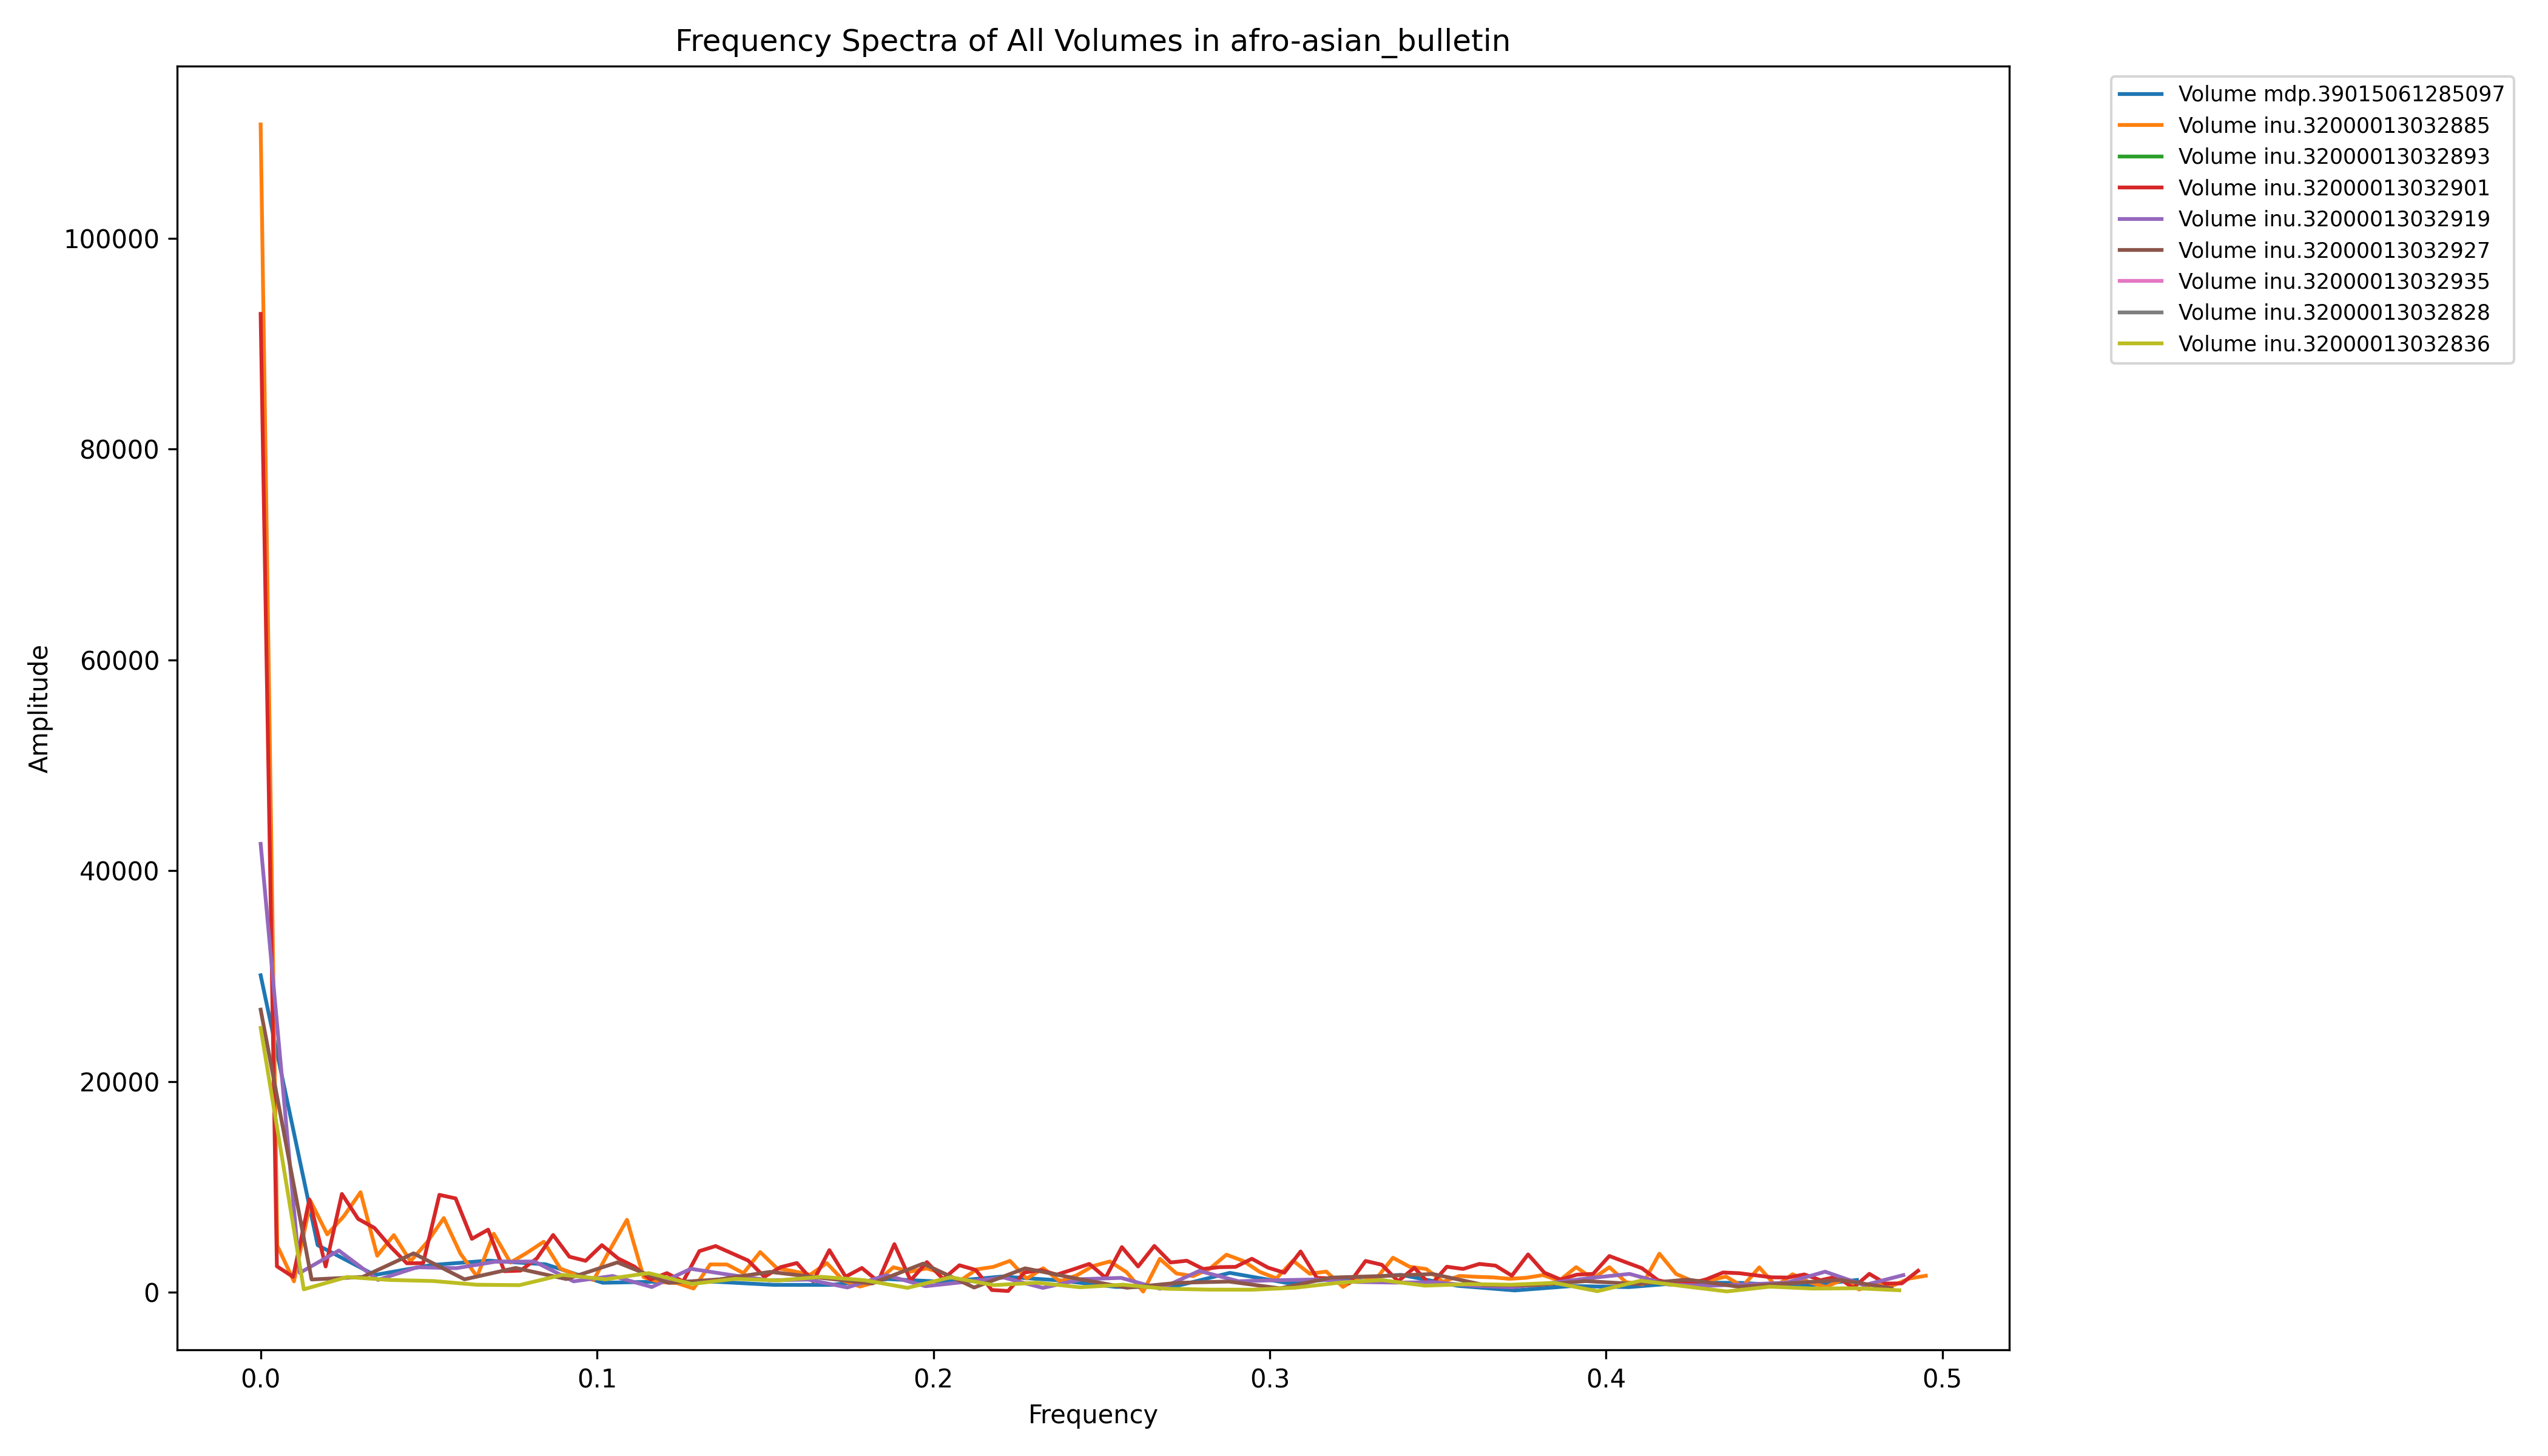 Frequency Spectra of All Volumes in afro-asian_bulletin
Volume mdp.39015061285097
Volume inu.32000013032885
Volume inu.32000013032893
Volume inu.32000013032901
Volume inu.32000013032919
Volume inu.32000013032927
Volume inu.32000013032935
Volume inu.32000013032828
Volume inu.32000013032836
Amplitude
100000
80000
60000
40000
20000
0
0.0 0.1 0.2 0.3 0.4 0.5
Frequency